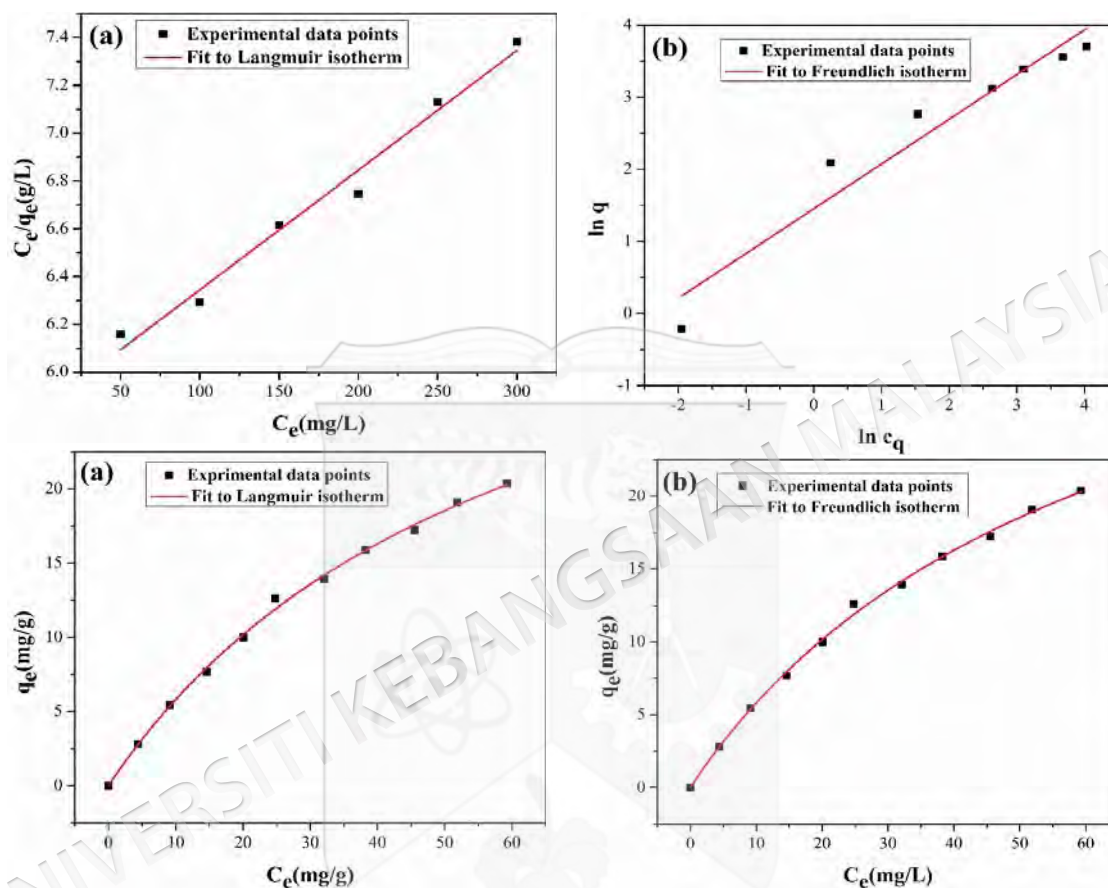 (a)
Experimental data points
Fit to Langmuir isotherm
7.4
7.2
7.0
6.8
6.6
6.4
6.2
6.0
Ce/qe(g/L)
50 100 150 200 250 300
Ce(mg/L)
(b)
Experimental data points
Fit to Freundlich isotherm
4
3
2
1
0
-1
ln q
-2 -1 0 1 2 3 4
ln cq
(a)
Exprimental data points
Fit to Langmuir isotherm
20
15
10
5
0
qe(mg/g)
0 10 20 30 40 50 60
Ce(mg/g)
(b)
Experimental data points
Fit to Freundlich isotherm
20
15
10
5
0
qe(mg/g)
0 10 20 30 40 50 60
Ce(mg/L)
UNIVERSITI KEBANGSAAN MALAYSIA